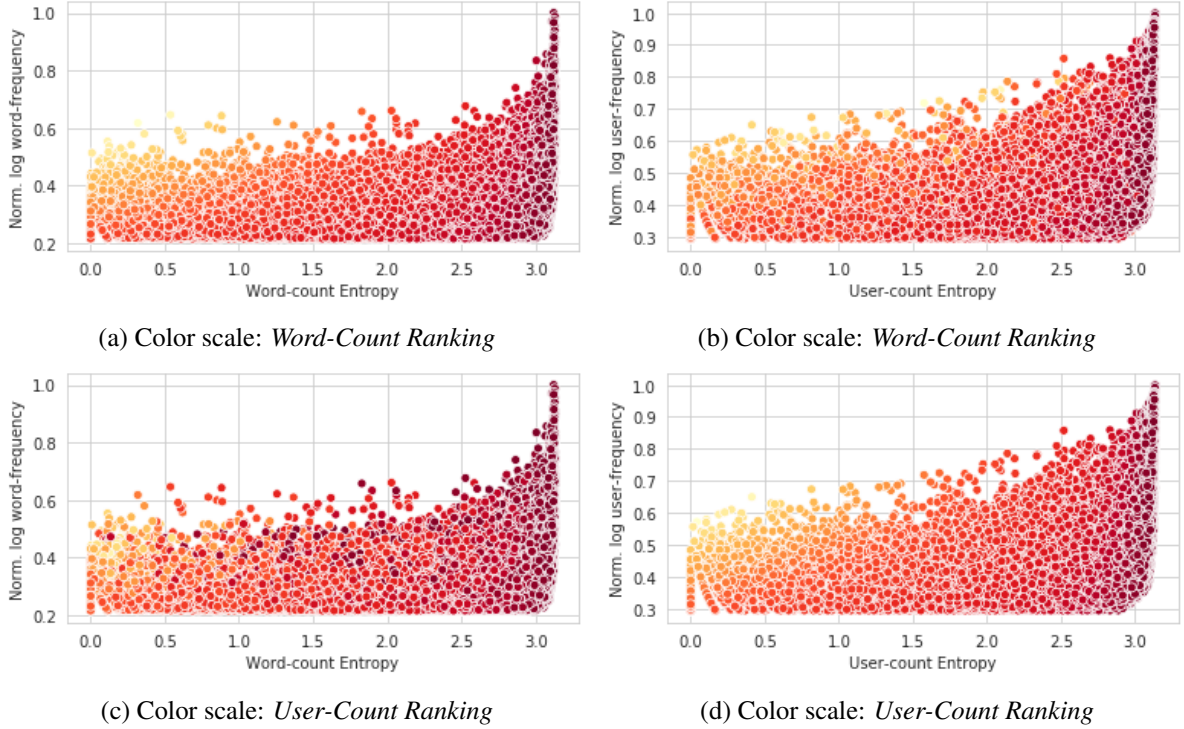 1.0
0.8
0.6
0.4
0.2
Norm. log word-frequency
0.0 0.5 1.0 1.5 2.0 2.5 3.0
Word-count Entropy
(a) Color scale: Word-Count Ranking
1.0
0.9
0.8
0.7
0.6
0.5
0.4
0.3
Norm. log user-frequency
0.0 0.5 1.0 1.5 2.0 2.5 3.0
User-count Entropy
(b) Color scale: Word-Count Ranking
1.0
0.8
0.6
0.4
0.2
Norm. log word-frequency
0.0 0.5 1.0 1.5 2.0 2.5 3.0
Word-count Entropy
(c) Color scale: User-Count Ranking
1.0
0.9
0.8
0.7
0.6
0.5
0.4
0.3
Norm. log user-frequency
0.0 0.5 1.0 1.5 2.0 2.5 3.0
User-count Entropy
(d) Color scale: User-Count Ranking